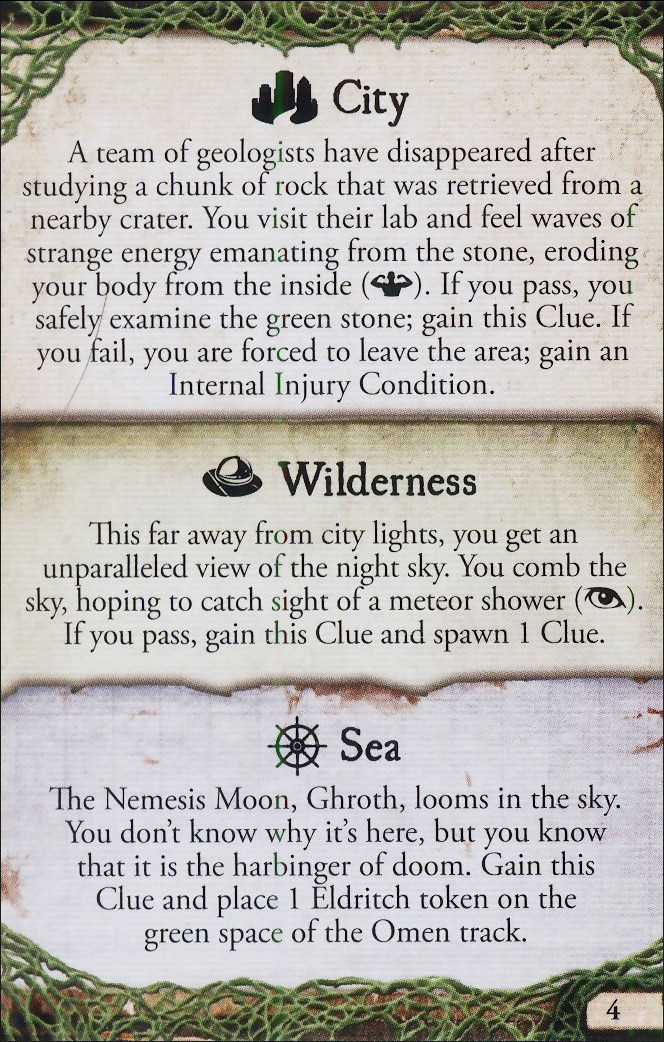 City
A team of geologists have disappeared after
studying a chunk of rock that was retrieved from a
nearby crater. You visit their lab and feel waves of
strange energy emanating from the stone, eroding
your body from the inside (). If you pass, you
safely examine the green stone; gain this Clue. If
you fail, you are forced to leave the area; gain an
Internal Injury Condition.
Wilderness
This far away from city lights, you get an
unparalleled view of the night sky. You comb the
sky, hoping to catch sight of a meteor shower ().
If you pass, gain this Clue and spawn 1 Clue.
Sea
The Nemesis Moon, Ghroth, looms in the sky.
You don't know why it's here, but you know
that it is the harbinger of doom. Gain this
Clue and place 1 Eldritch token on the
green space of the Omen track.
4